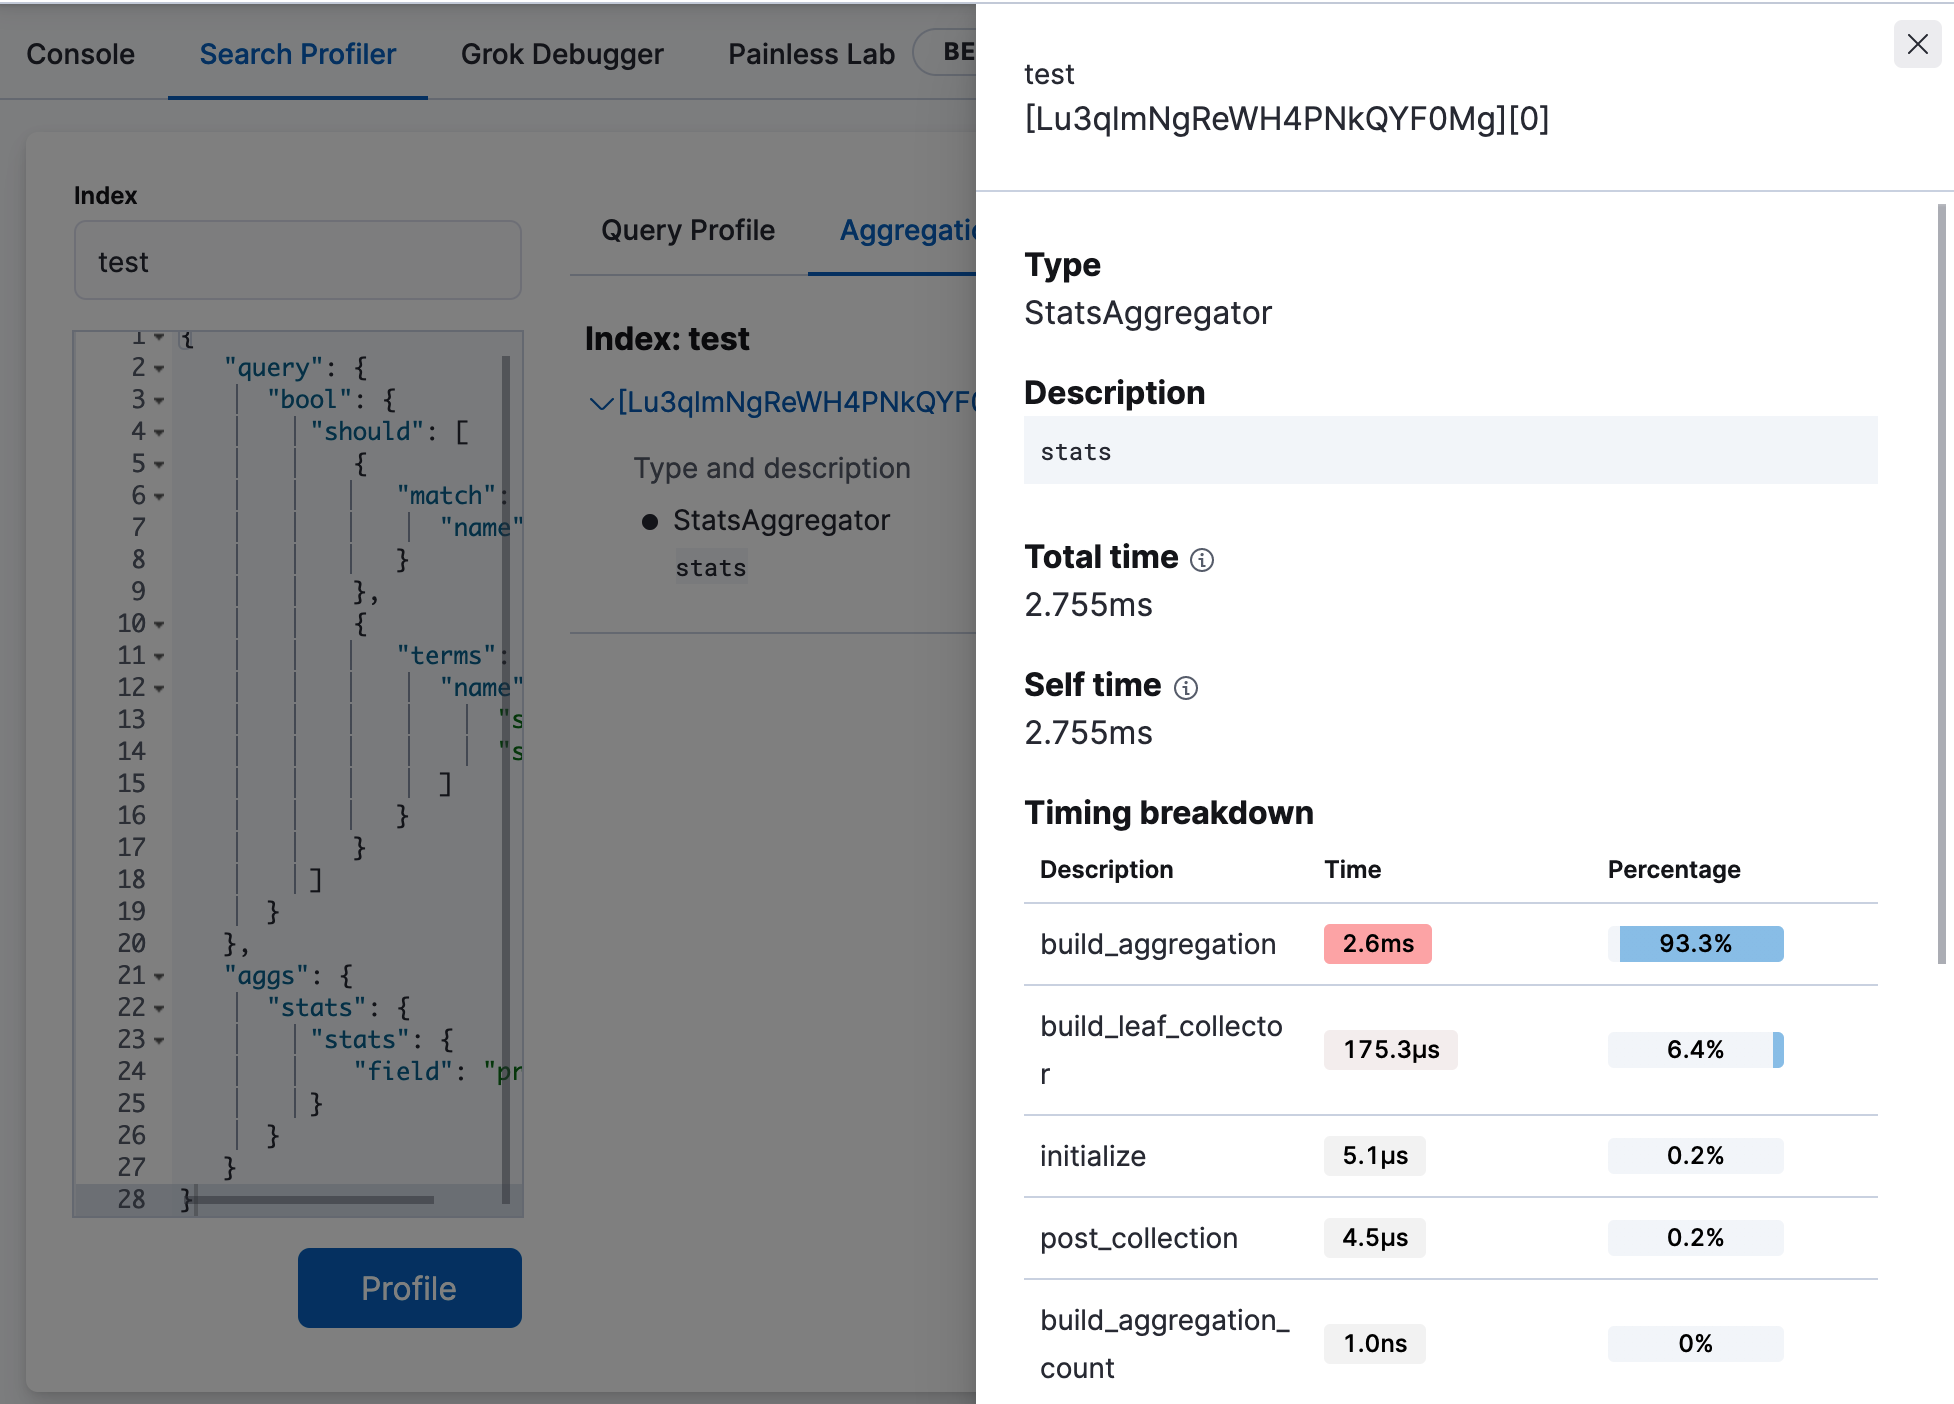 Console
Search Profiler
Grok Debugger
Painless Lab
BE
Index
test
1 {
2 "query": {
3 "bool": {
4 "should": [
5 {
6 "match":
7 "name"
8 }
9 },
10 {
11 "terms":
12 "name"
13 "s
14 "s
15 ]
16 }
17 }
18 ]
19 }
20 },
21 "aggs": {
22 "stats": {
23 "stats": {
24 "field": "pr
25 }
26 }
27 }
28 }
Profile
Query Profile
Aggregatio
Index: test
[Lu3qlmNgReWH4PNkQYF0
Type and description
StatsAggregator
stats
test
[Lu3qlmNgReWH4PNkQYF0Mg][0]
Type
StatsAggregator
Description
stats
Total time
2.755ms
Self time
2.755ms
Timing breakdown
Description Time Percentage
build_aggregation 2.6ms 93.3%
build_leaf_collecto
r
175.3μs 6.4%
initialize 5.1μs 0.2%
post_collection 4.5μs 0.2%
build_aggregation_
count
1.0ns 0%